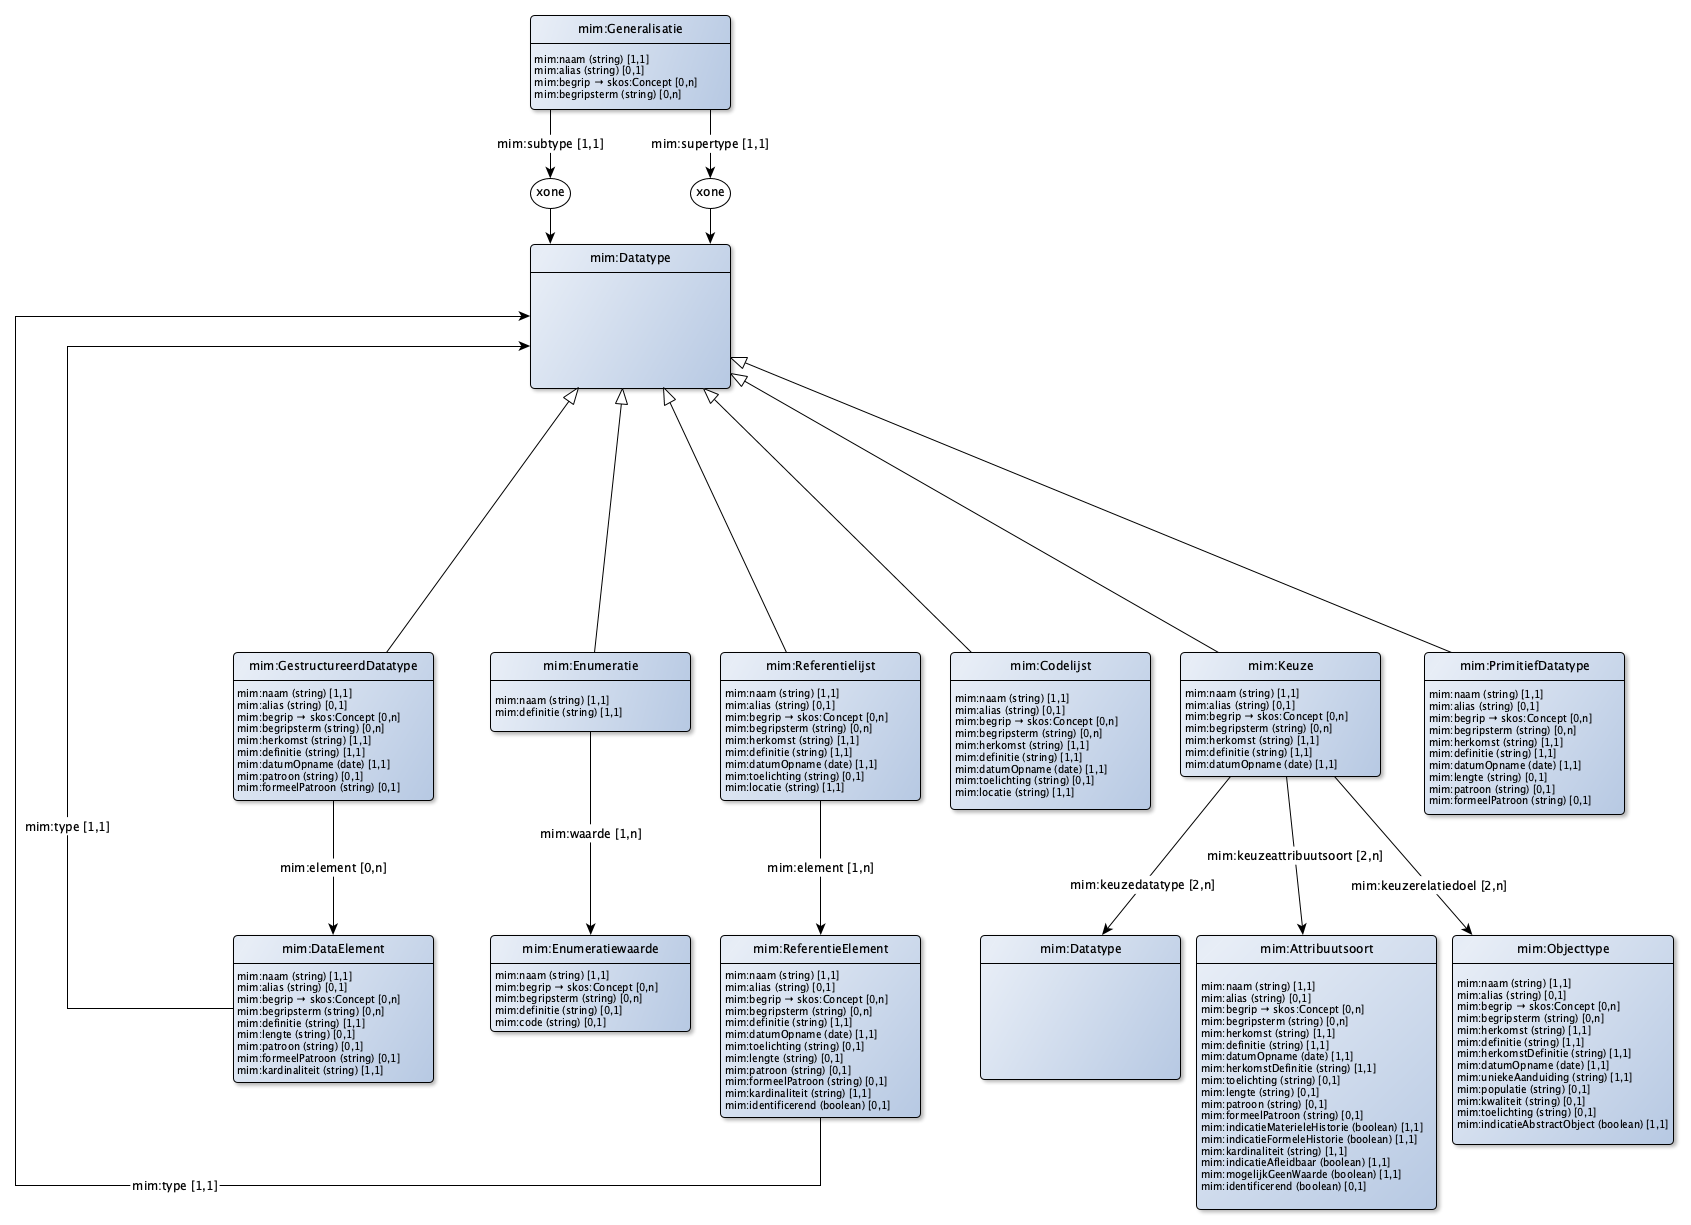 mim:Generalisatie
mim:naam (string) [1,1]
mim:alias (string) [0,1]
mim:begrip → skos:Concept [0,n]
mim:begripsterm (string) [0,n]
mim:subtype [1,1]
mim:supertype [1,1]
xone
xone
mim:Datatype
mim:GestructureerdDatatype
mim:naam (string) [1,1]
mim:alias (string) [0,1]
mim:begrip → skos:Concept [0,n]
mim:begripsterm (string) [0,n]
mim:herkomst (string) [1,1]
mim:definitie (string) [1,1]
mim:datumOpname (date) [1,1]
mim:patroon (string) [0,1]
mim:formeelPatroon (string) [0,1]
mim:Enumeratie
mim:naam (string) [1,1]
mim:definitie (string) [1,1]
mim:Referentielijst
mim:naam (string) [1,1]
mim:alias (string) [0,1]
mim:begrip → skos:Concept [0,n]
mim:begripsterm (string) [0,n]
mim:herkomst (string) [1,1]
mim:definitie (string) [1,1]
mim:datumOpname (date) [1,1]
mim:toelichting (string) [0,1]
mim:locatie (string) [1,1]
mim:Codelijst
mim:naam (string) [1,1]
mim:alias (string) [0,1]
mim:begrip → skos:Concept [0,n]
mim:begripsterm (string) [0,n]
mim:herkomst (string) [1,1]
mim:definitie (string) [1,1]
mim:datumOpname (date) [1,1]
mim:toelichting (string) [0,1]
mim:locatie (string) [1,1]
mim:Keuze
mim:naam (string) [1,1]
mim:alias (string) [0,1]
mim:begrip → skos:Concept [0,n]
mim:begripsterm (string) [0,n]
mim:herkomst (string) [1,1]
mim:definitie (string) [1,1]
mim:datumOpname (date) [1,1]
mim:PrimitiefDatatype
mim:naam (string) [1,1]
mim:alias (string) [0,1]
mim:begrip → skos:Concept [0,n]
mim:begripsterm (string) [0,n]
mim:herkomst (string) [1,1]
mim:definitie (string) [1,1]
mim:datumOpname (date) [1,1]
mim:lengte (string) [0,1]
mim:patroon (string) [0,1]
mim:formeelPatroon (string) [0,1]
mim:type [1,1]
mim:element [0,n]
mim:waarde [1,n]
mim:element [1,n]
mim:keuzedatatype [2,n]
mim:keuzeattribuutsoort [2,n]
mim:keuzerelatiedoel [2,n]
mim:DataElement
mim:naam (string) [1,1]
mim:alias (string) [0,1]
mim:begrip → skos:Concept [0,n]
mim:begripsterm (string) [0,n]
mim:definitie (string) [1,1]
mim:lengte (string) [0,1]
mim:patroon (string) [0,1]
mim:formeelPatroon (string) [0,1]
mim:kardinaliteit (string) [1,1]
mim:Enumeratiewaarde
mim:naam (string) [1,1]
mim:begrip → skos:Concept [0,n]
mim:begripsterm (string) [0,n]
mim:definitie (string) [0,1]
mim:code (string) [0,1]
mim:ReferentieElement
mim:naam (string) [1,1]
mim:alias (string) [0,1]
mim:begrip → skos:Concept [0,n]
mim:begripsterm (string) [0,n]
mim:definitie (string) [1,1]
mim:datumOpname (date) [1,1]
mim:toelichting (string) [0,1]
mim:lengte (string) [0,1]
mim:patroon (string) [0,1]
mim:formeelPatroon (string) [0,1]
mim:kardinaliteit (string) [1,1]
mim:identificerend (boolean) [0,1]
mim:Datatype
mim:Attribuutsoort
mim:naam (string) [1,1]
mim:alias (string) [0,1]
mim:begrip → skos:Concept [0,n]
mim:begripsterm (string) [0,n]
mim:herkomst (string) [1,1]
mim:definitie (string) [1,1]
mim:datumOpname (date) [1,1]
mim:herkomstDefinitie (string) [1,1]
mim:toelichting (string) [0,1]
mim:lengte (string) [0,1]
mim:patroon (string) [0,1]
mim:formeelPatroon (string) [0,1]
mim:indicatieMaterieleHistorie (boolean) [1,1]
mim:indicatieFormeleHistorie (boolean) [1,1]
mim:kardinaliteit (string) [1,1]
mim:indicatieAfleidbaar (boolean) [1,1]
mim:mogelijkGeenWaarde (boolean) [1,1]
mim:identificerend (boolean) [0,1]
mim:Objecttype
mim:naam (string) [1,1]
mim:alias (string) [0,1]
mim:begrip → skos:Concept [0,n]
mim:begripsterm (string) [0,n]
mim:herkomst (string) [1,1]
mim:definitie (string) [1,1]
mim:herkomstDefinitie (string) [1,1]
mim:datumOpname (date) [1,1]
mim:uniekeAanduiding (string) [1,1]
mim:populatie (string) [0,1]
mim:kwaliteit (string) [0,1]
mim:toelichting (string) [0,1]
mim:indicatieAbstractObject (boolean) [1,1]
mim:type [1,1]